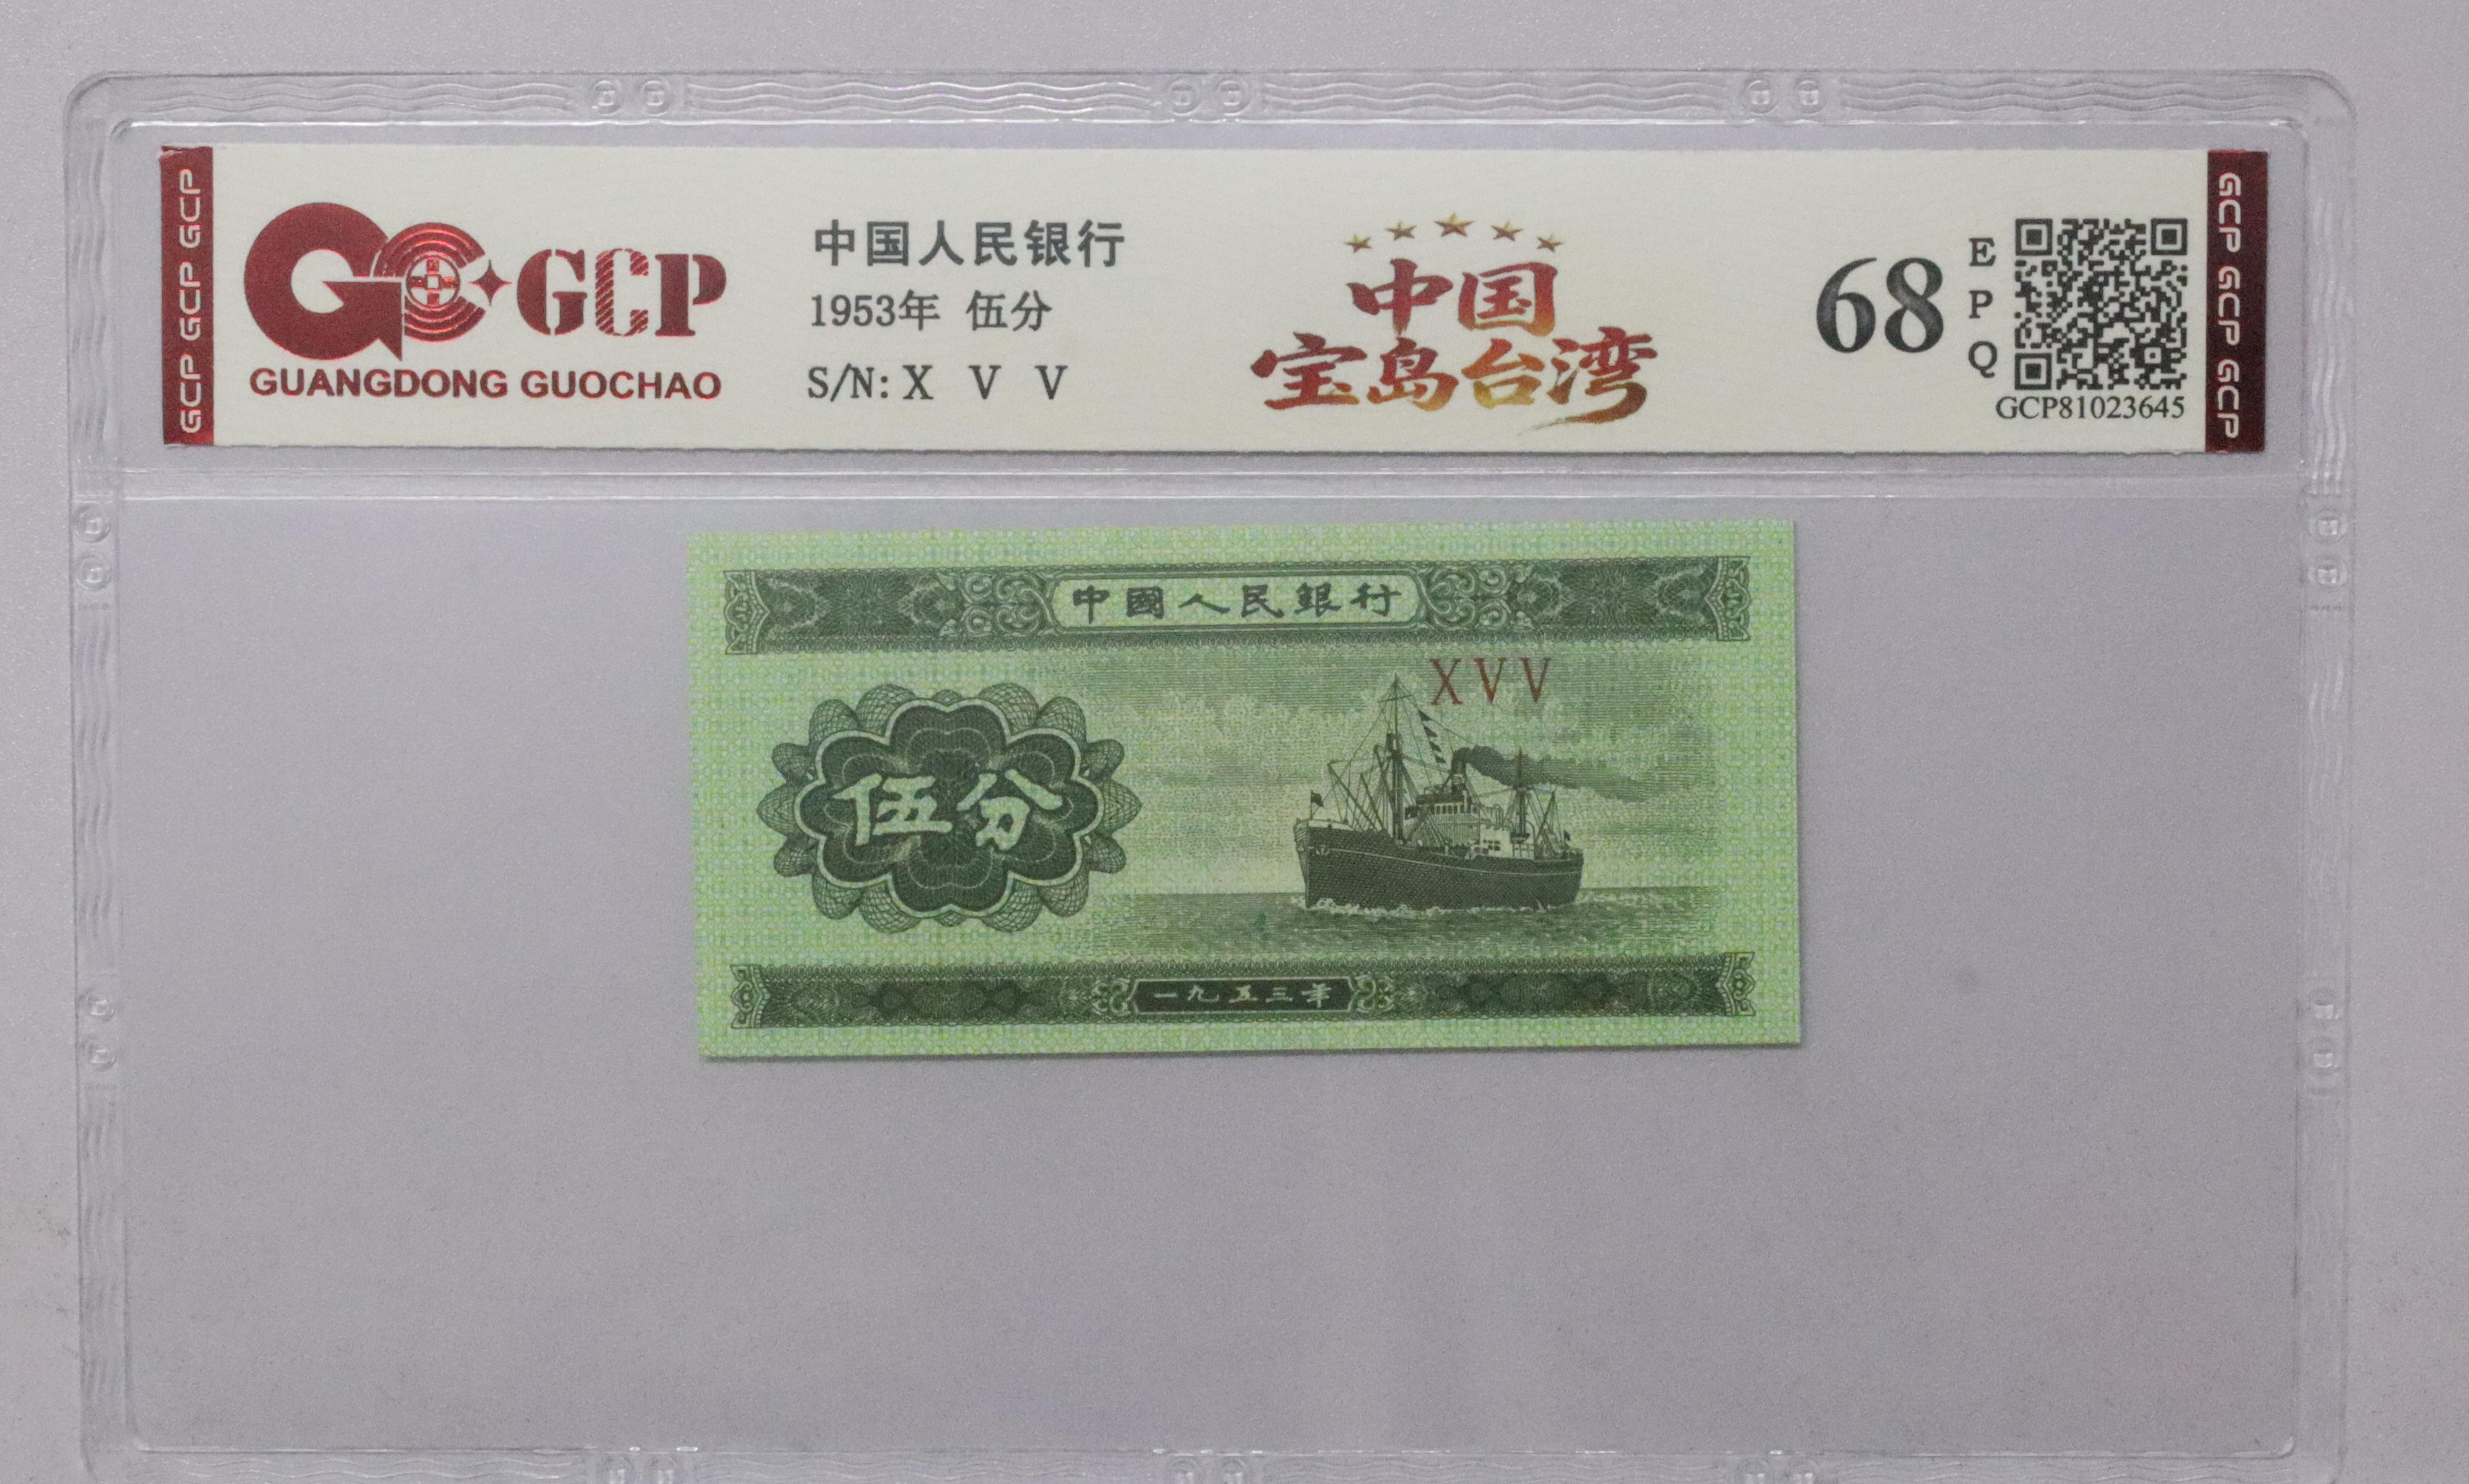 GCP GCP GCP
GCP
GUANGDONG GUOCHAO
中国人民银行
1953年 伍分
S/N: X V V
中国
宝岛台湾
68
E
P
Q
GCP81023645
GCP GCP GCP
中國人民銀行
XVV
伍分
一九五三年